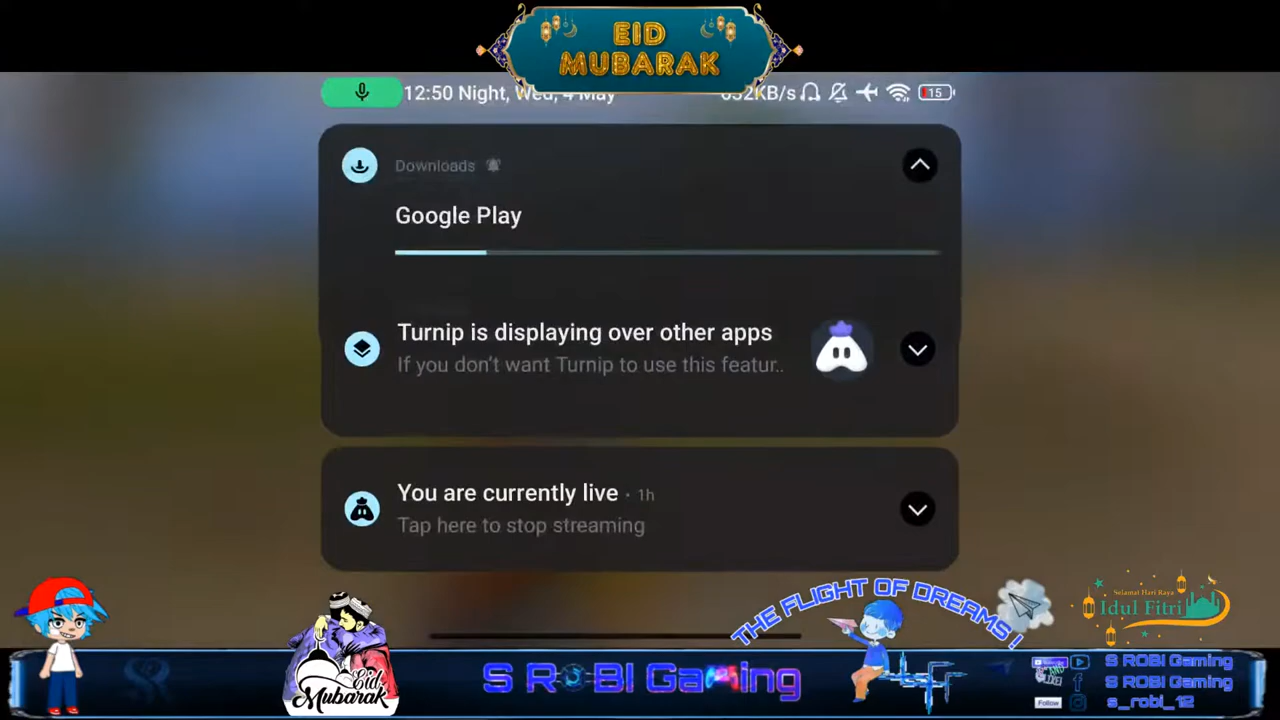 EID
MUBARAK
12:50 Night, Wed, 4 May
KB/s
15
Downloads
Google Play
Turnip is displaying over other apps
If you don't want Turnip to use this featur..
You are currently live · 1h
Tap here to stop streaming
THE FLIGHT OF DREAMS !
Selamat Hari Raya
Idul Fitri
Eid
Mubarak
S ROBI Gaming
S ROBI Gaming
S ROBI Gaming
Follow
s_robi_12